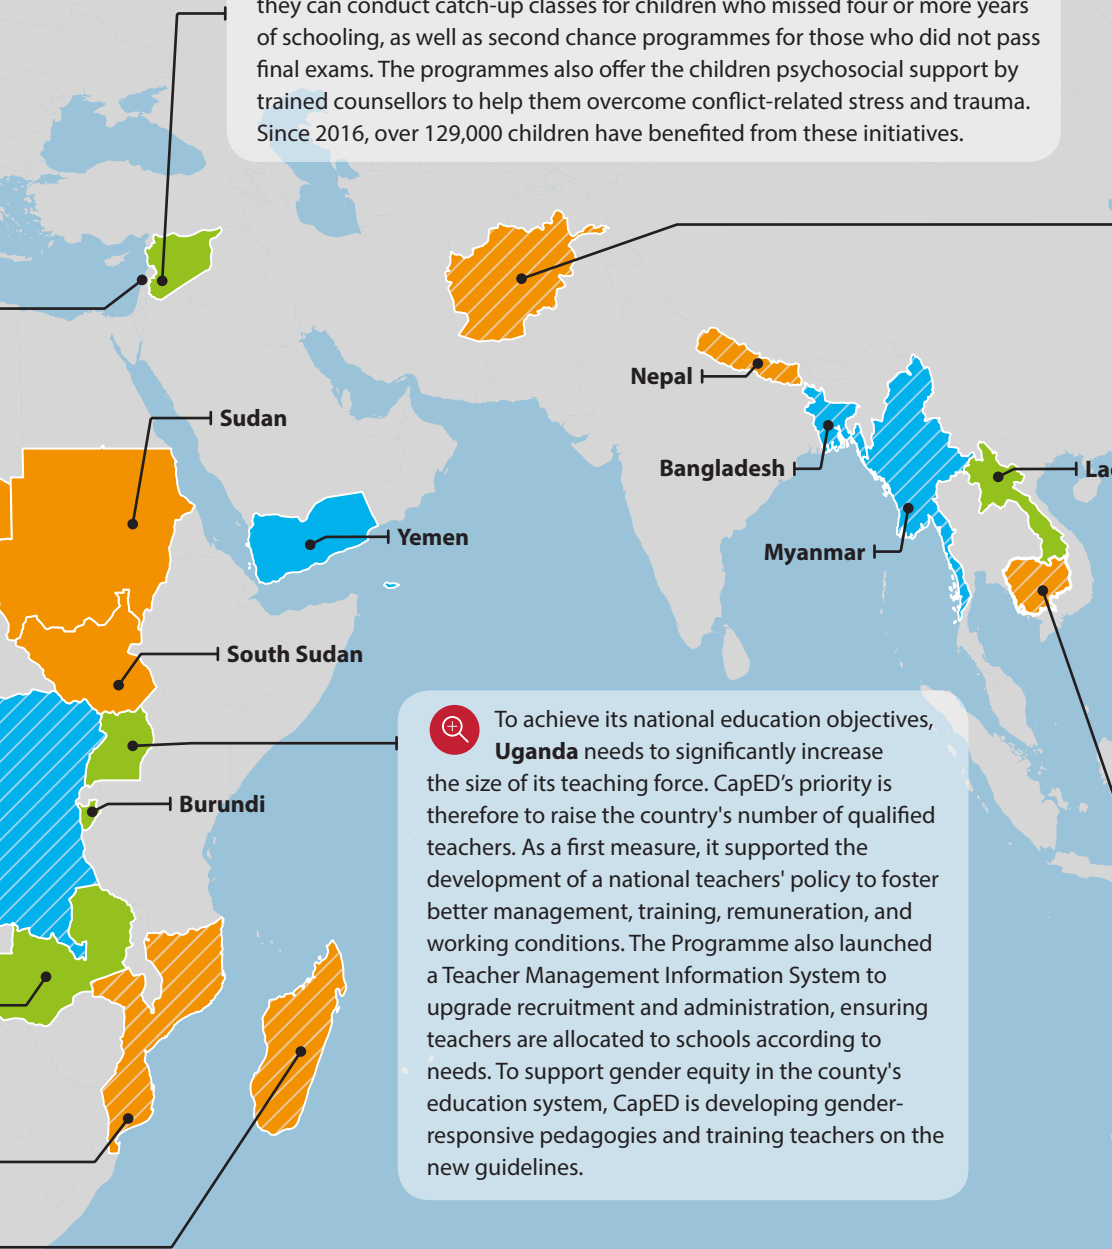 they can conduct catch-up classes for children who missed four or more years
of schooling, as well as second chance programmes for those who did not pass
final exams. The programmes also offer the children psychosocial support by
trained counsellors to help them overcome conflict-related stress and trauma.
Since 2016, over 129,000 children have benefited from these initiatives.
Nepal
Sudan
Bangladesh
Yemen
Myanmar
South Sudan
Burundi
To achieve its national education objectives,
Uganda needs to significantly increase
the size of its teaching force. CapED’s priority is
therefore to raise the country's number of qualified
teachers. As a first measure, it supported the
development of a national teachers' policy to foster
better management, training, remuneration, and
working conditions. The Programme also launched
a Teacher Management Information System to
upgrade recruitment and administration, ensuring
teachers are allocated to schools according to
needs. To support gender equity in the county's
education system, CapED is developing gender-
responsive pedagogies and training teachers on the
new guidelines.